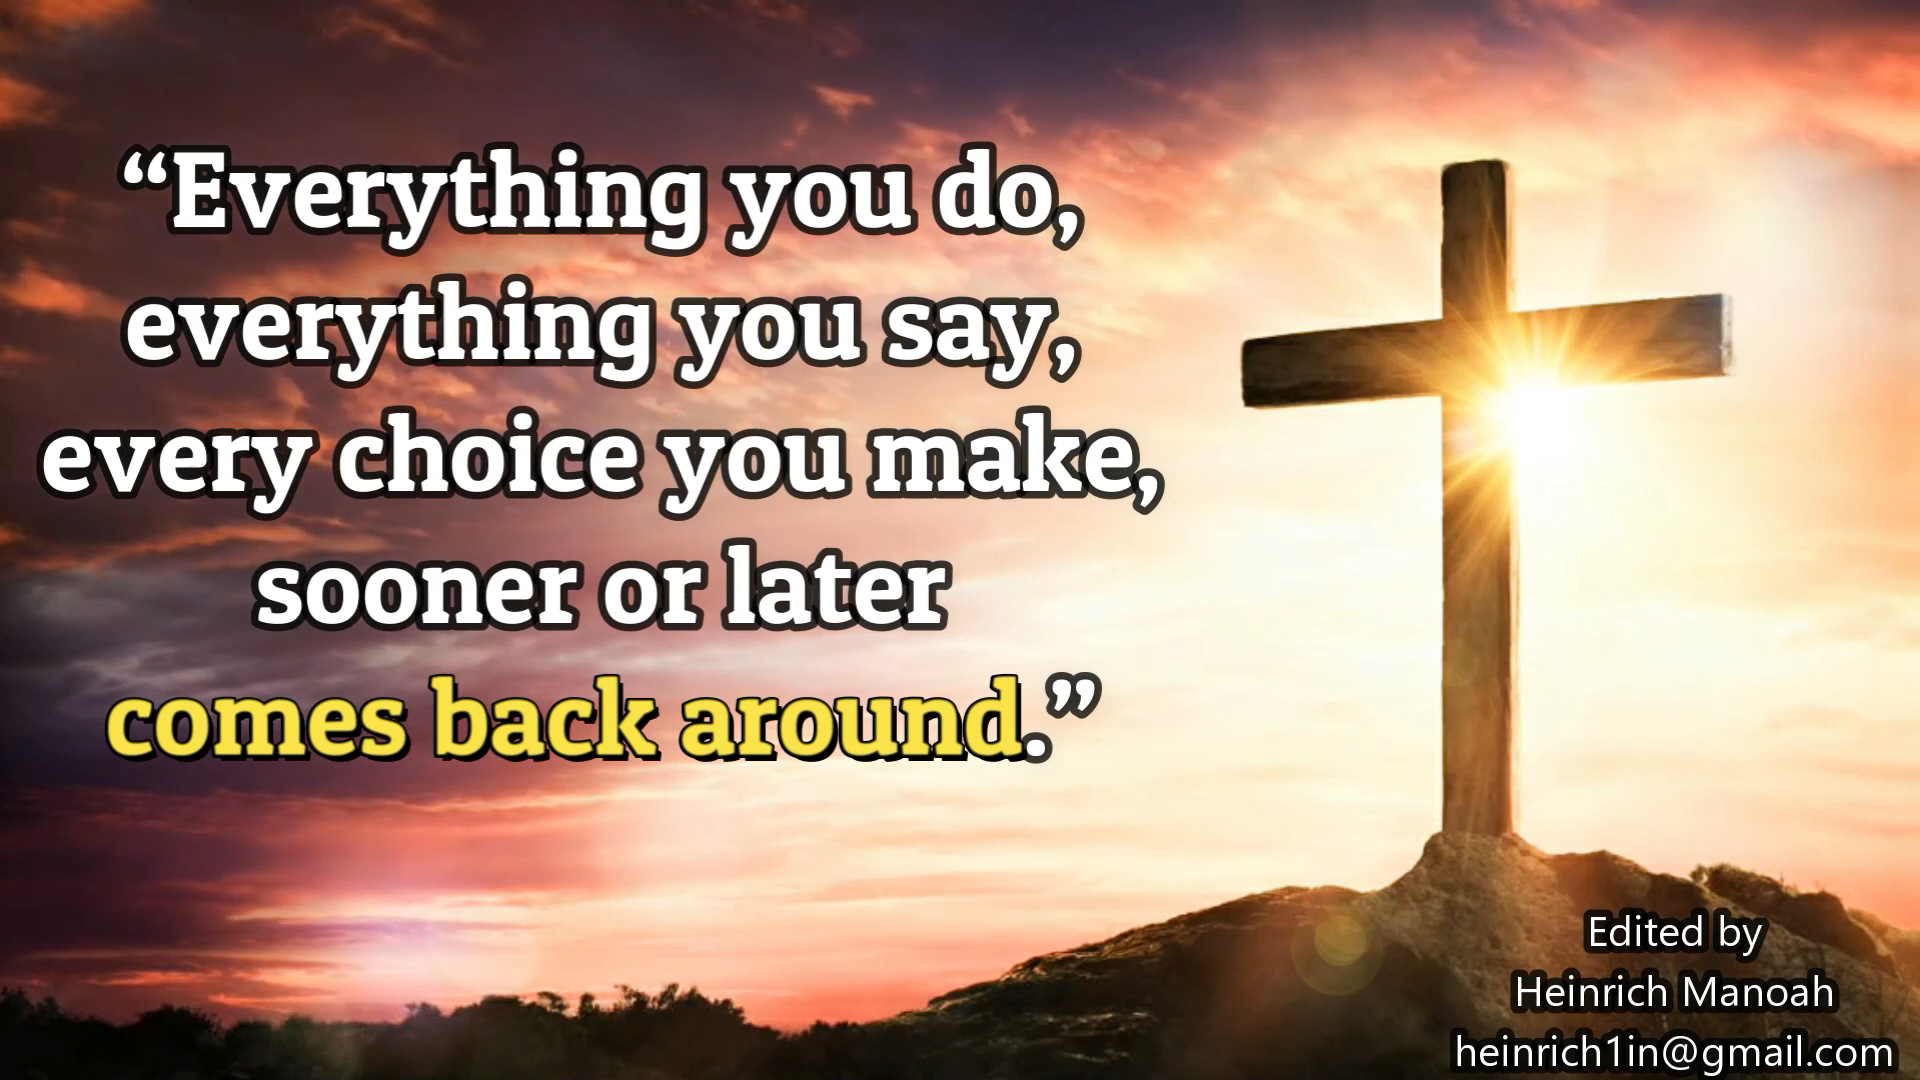 “Everything you do,
everything you say,
every choice you make,
sooner or later
comes back around.”
Edited by
Heinrich Manoah
heinrich1in@gmail.com